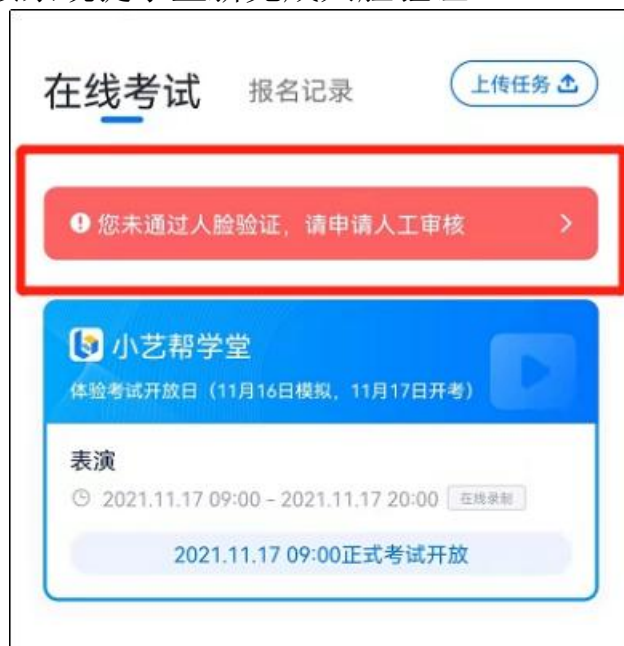 在线考试
报名记录
上传任务
您未通过人脸验证，请申请人工审核
小艺帮学堂
体验考试开放日（11月16日模拟，11月17日开考）
表演
2021.11.17 09:00 - 2021.11.17 20:00 在线录制
2021.11.17 09:00正式考试开放